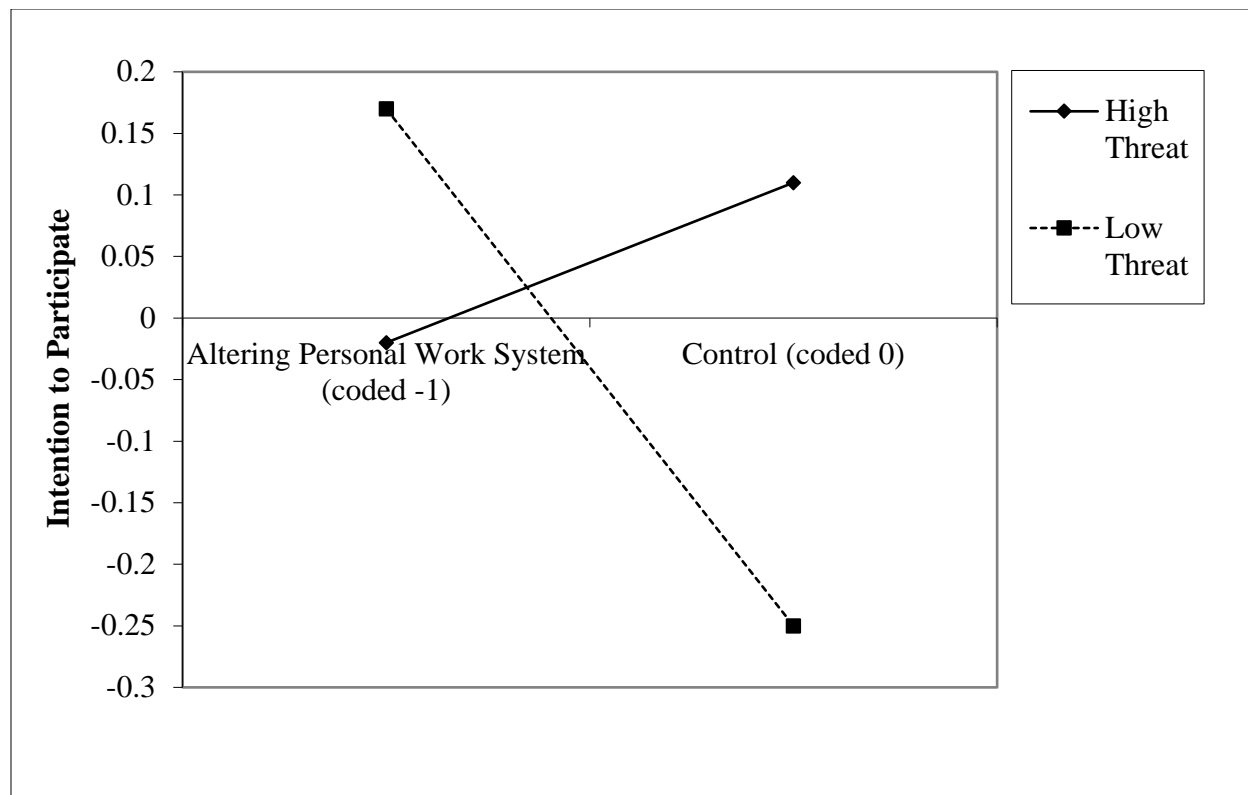 Intention to Participate
0.2
0.15
0.1
0.05
0
-0.05
-0.1
-0.15
-0.2
-0.25
-0.3
Altering Personal Work System
(coded -1)
Control (coded 0)
High
Threat
Low
Threat